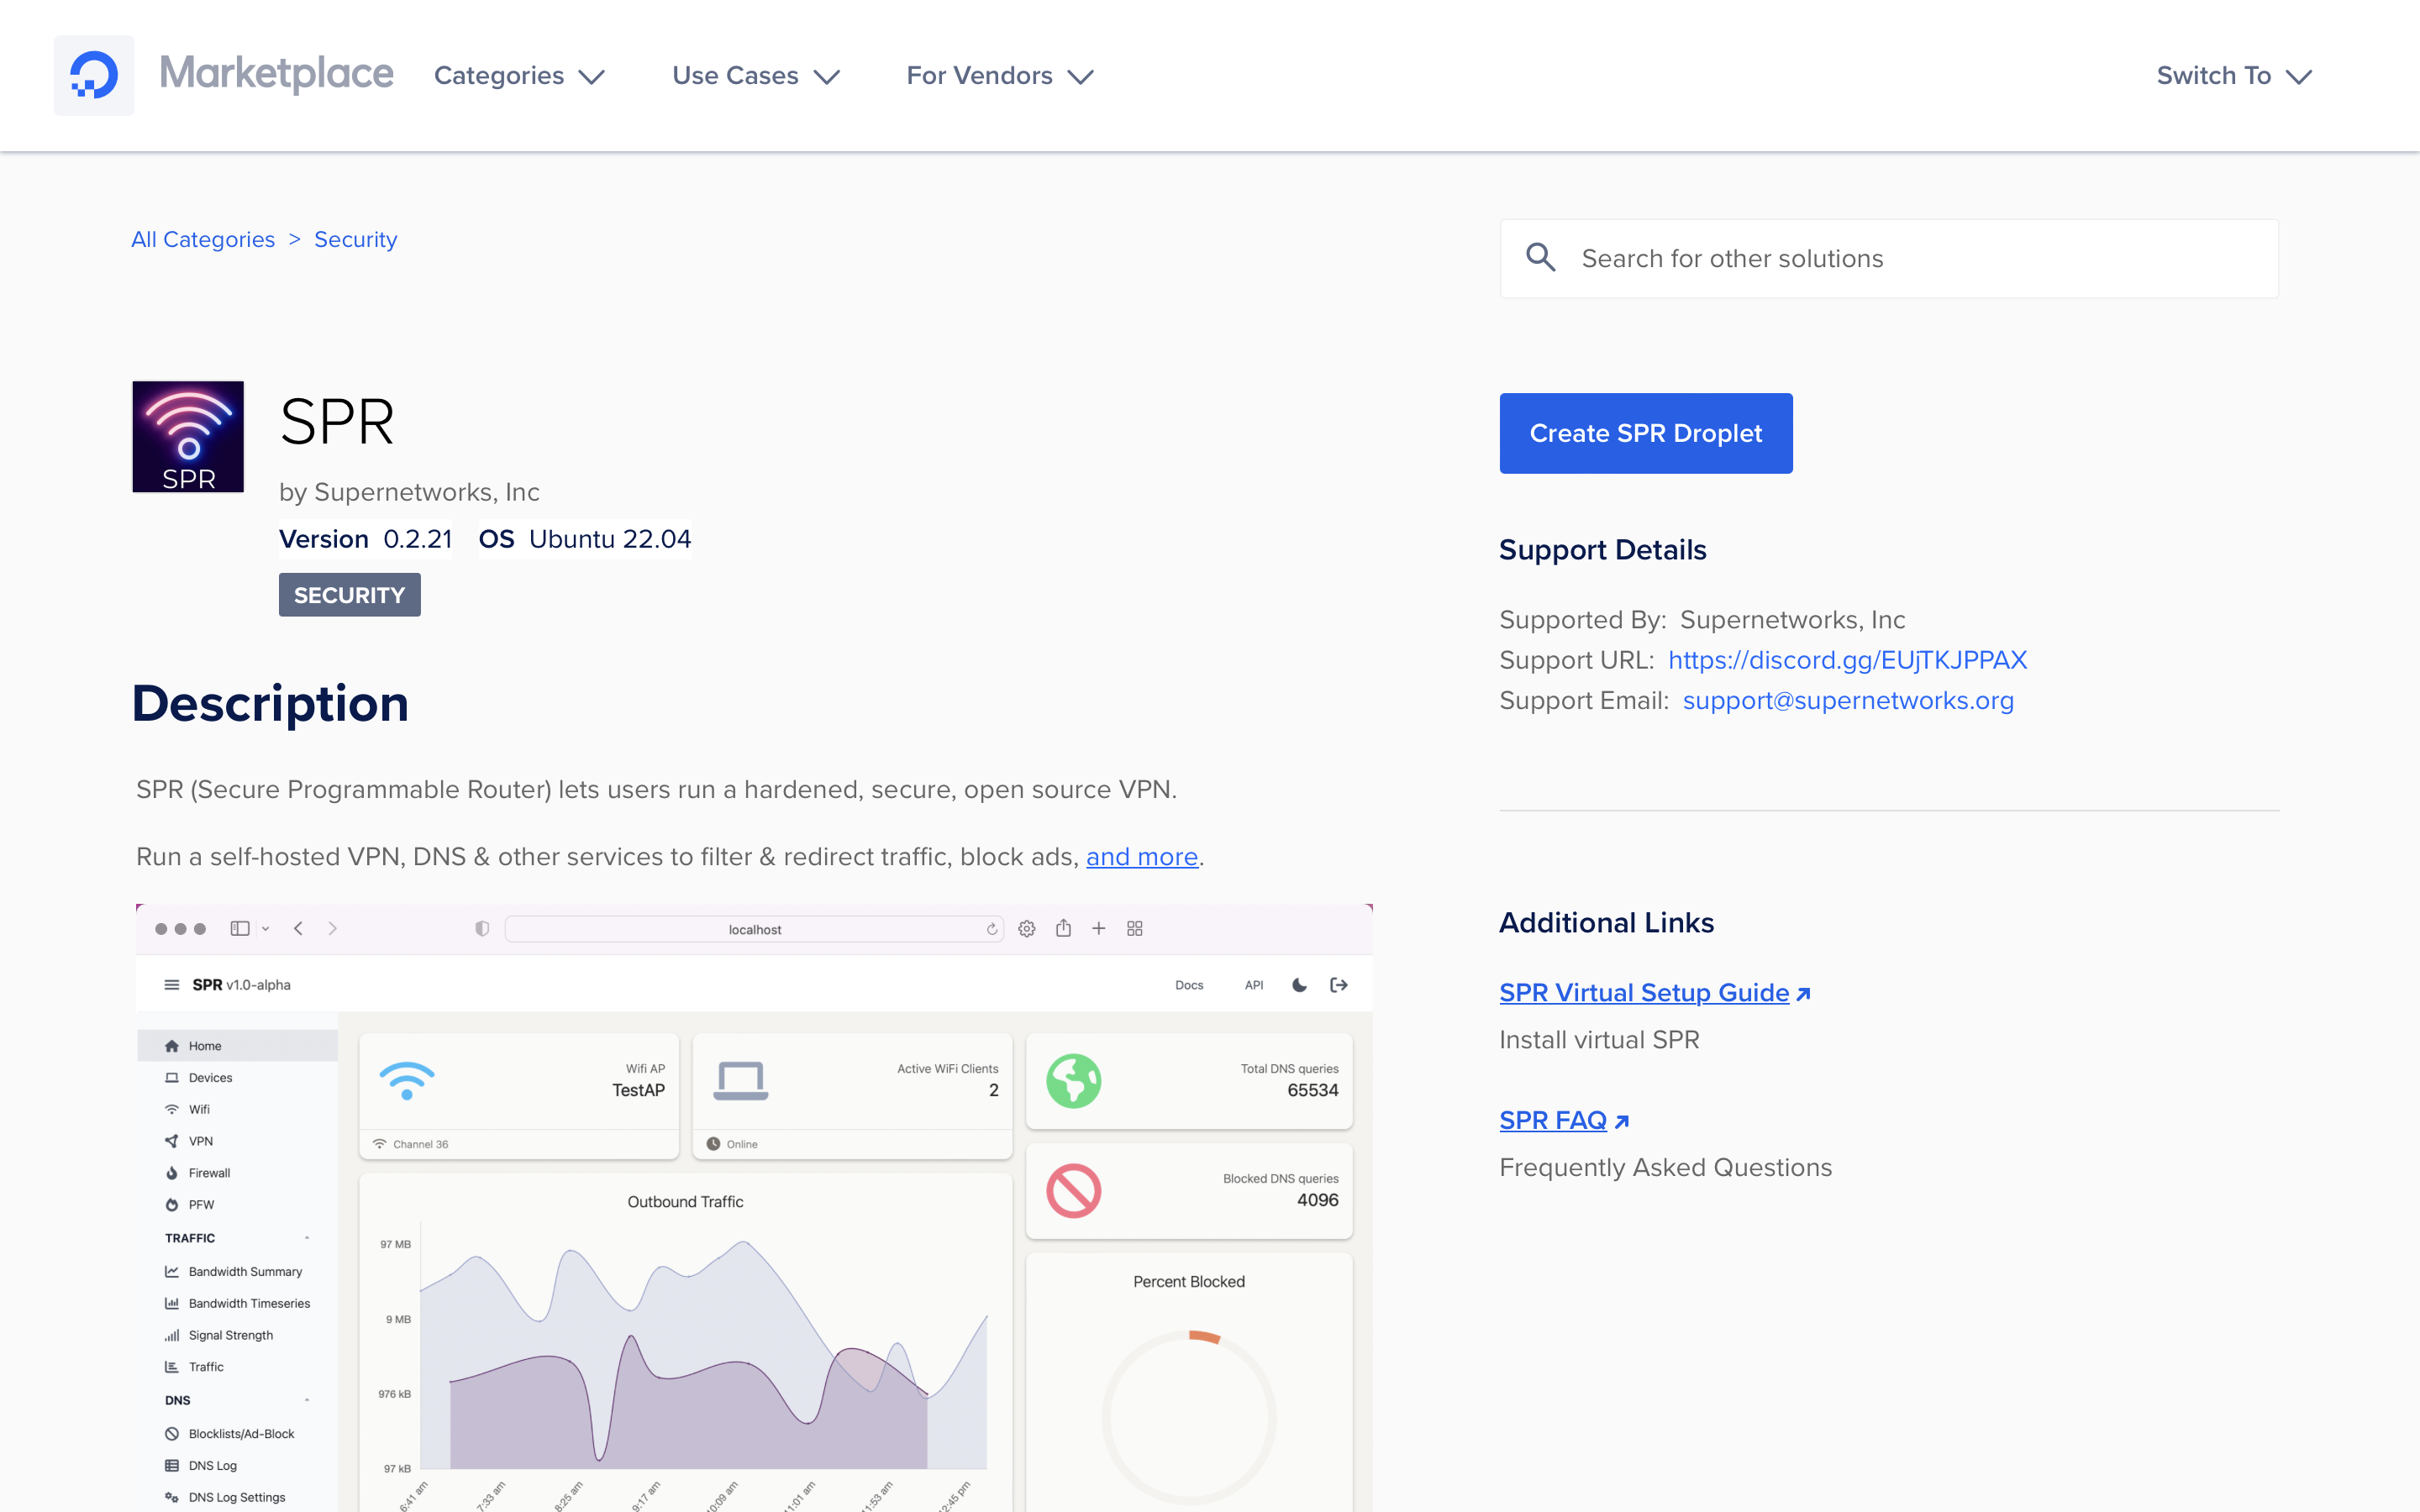 Marketplace
Categories
Use Cases
For Vendors
Switch To
All Categories > Security
Search for other solutions
SPR
SPR
by Supernetworks, Inc
Version 0.2.21 OS Ubuntu 22.04
SECURITY
Create SPR Droplet
Support Details
Supported By: Supernetworks, Inc
Support URL: https://discord.gg/EUjTKJPPAX
Support Email: support@supernetworks.org
Description
SPR (Secure Programmable Router) lets users run a hardened, secure, open source VPN.
Run a self-hosted VPN, DNS & other services to filter & redirect traffic, block ads, and more.
Additional Links
SPR Virtual Setup Guide
Install virtual SPR
SPR FAQ
Frequently Asked Questions
localhost
SPR v1.0-alpha
Docs
API
Home
Devices
Wifi
VPN
Firewall
PFW
TRAFFIC
Bandwidth Summary
Bandwidth Timeseries
Signal Strength
Traffic
DNS
Blocklists/Ad-Block
DNS Log
DNS Log Settings
Wifi AP
TestAP
Channel 36
Active WiFi Clients
2
Online
Total DNS queries
65534
Blocked DNS queries
4096
Outbound Traffic
97 MB
9 MB
976 kB
97 kB
6:41 am
7:33 am
8:25 am
9:17 am
10:09 am
11:01 am
11:53 am
12:45 pm
Percent Blocked